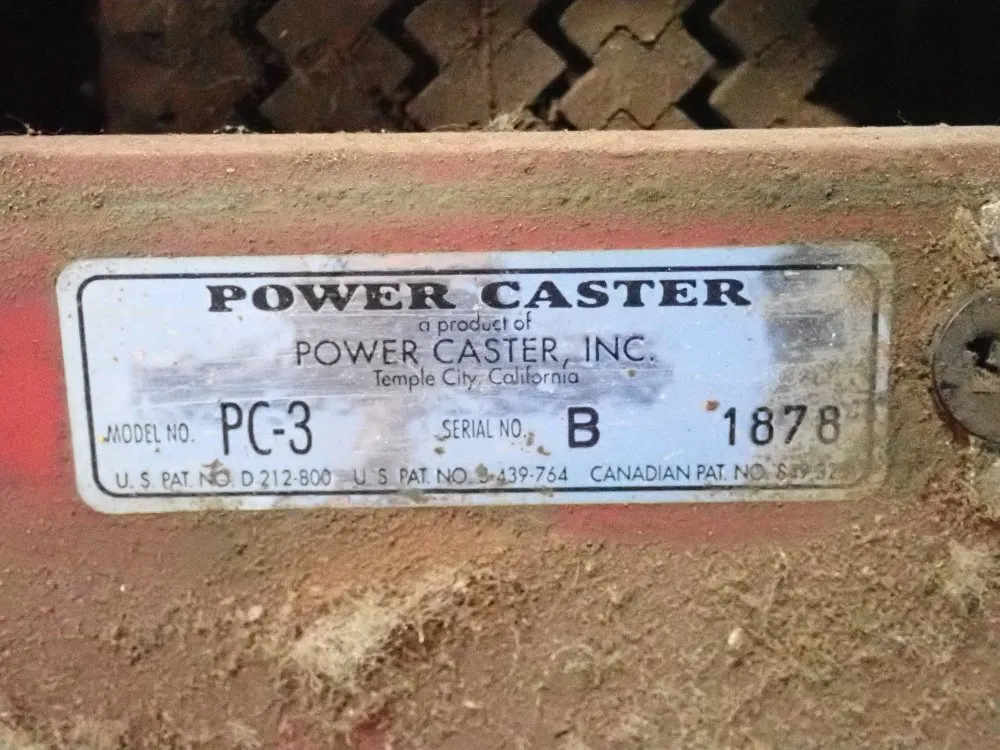 POWER CASTER
a product of
POWER CASTER, INC.
Temple City, California
MODEL NO. PC-3 SERIAL NO. B 1878
U. S. PAT. NO. D 212-800 U. S. PAT. NO. 3-439-764 CANADIAN PAT. NO.